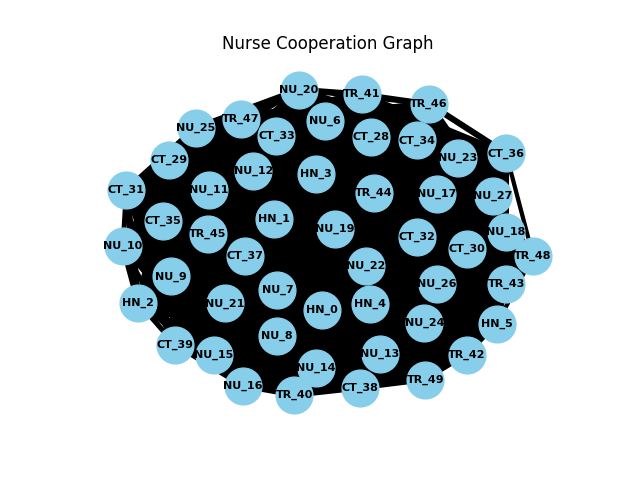 Nurse Cooperation Graph
NU_20
TR_41
TR_46
TR_47
NU_6
NU_25
CT_33
CT_28
CT_34
CT_29
NU_23
CT_36
NU_12
HN_3
CT_31
NU_11
TR_44
NU_17
NU_27
CT_35
HN_1
NU_19
TR_45
CT_32
NU_18
NU_10
CT_37
CT_30
TR_48
NU_9
NU_22
NU_21
NU_7
NU_26
TR_43
HN_2
HN_0
HN_4
NU_24
HN_5
NU_8
CT_39
NU_15
NU_13
TR_42
NU_14
NU_16
TR_40
CT_38
TR_49